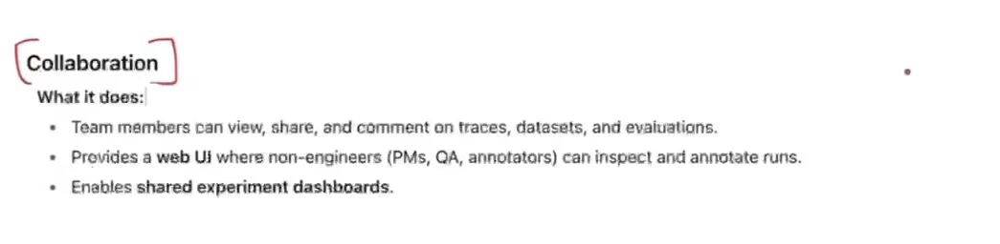 Collaboration
What it does:
• Team members can view, share, and comment on traces, datasets, and evaluations.
• Provides a web UI where non-engineers (PMs, QA, annotators) can inspect and annotate runs.
• Enables shared experiment dashboards.